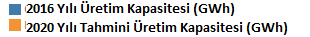 2016 Yılı Üretim Kapasitesi (GWh)
2020 Yılı Tahmini Üretim Kapasitesi (GWh)